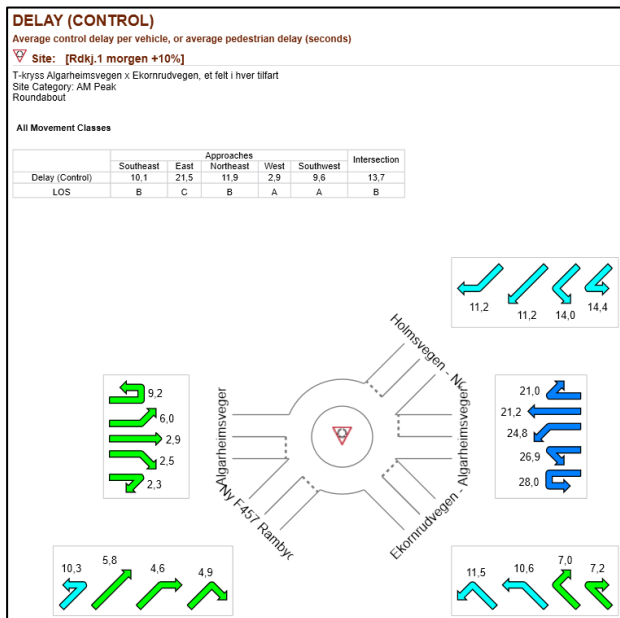 DELAY (CONTROL)
Average control delay per vehicle, or average pedestrian delay (seconds)
Site: [Rdkj.1 morgen +10%]
T-kryss Algarheimsvegen x Ekornrudvegen, et felt i hver tilfart
Site Category: AM Peak
Roundabout
All Movement Classes
Approaches Intersection
Southeast East Northeast West Southwest
Delay (Control) 10,1 21,5 11,9 2,9 9,6 13,7
LOS B C B A A B
11,2 11,2 14,0 14,4
Holmsvegen -
9,2
6,0
2,9
2,5
2,3
Algarheimsveger
Algarheimsveger
21,0
21,2
24,8
26,9
28,0
Ny F457 Rambyc
Ekornrudvegen -
10,3 5,8 4,6 4,9
11,5 10,6 7,0 7,2